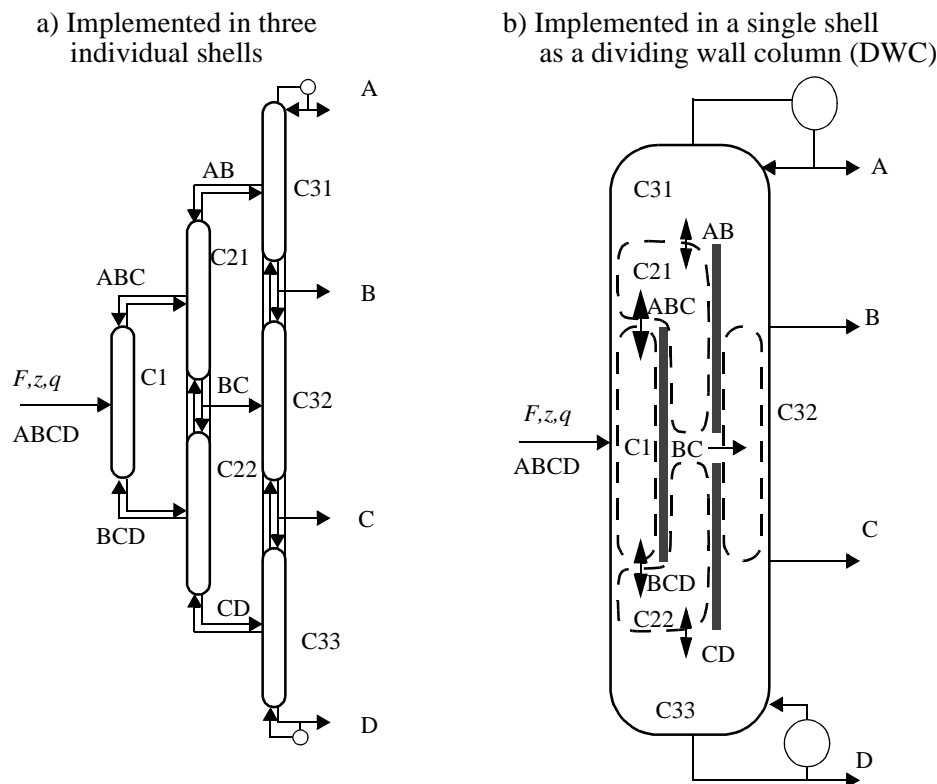 a) Implemented in three
individual shells
A
AB
C31
C21
ABC
B
F,z,q
C1
BC
C32
ABCD
C22
C
BCD
CD
C33
D
b) Implemented in a single shell
as a dividing wall column (DWC)
A
C31
AB
C21
ABC
B
F,z,q
C32
C1
BC
ABCD
C
BCD
C22
CD
C33
D